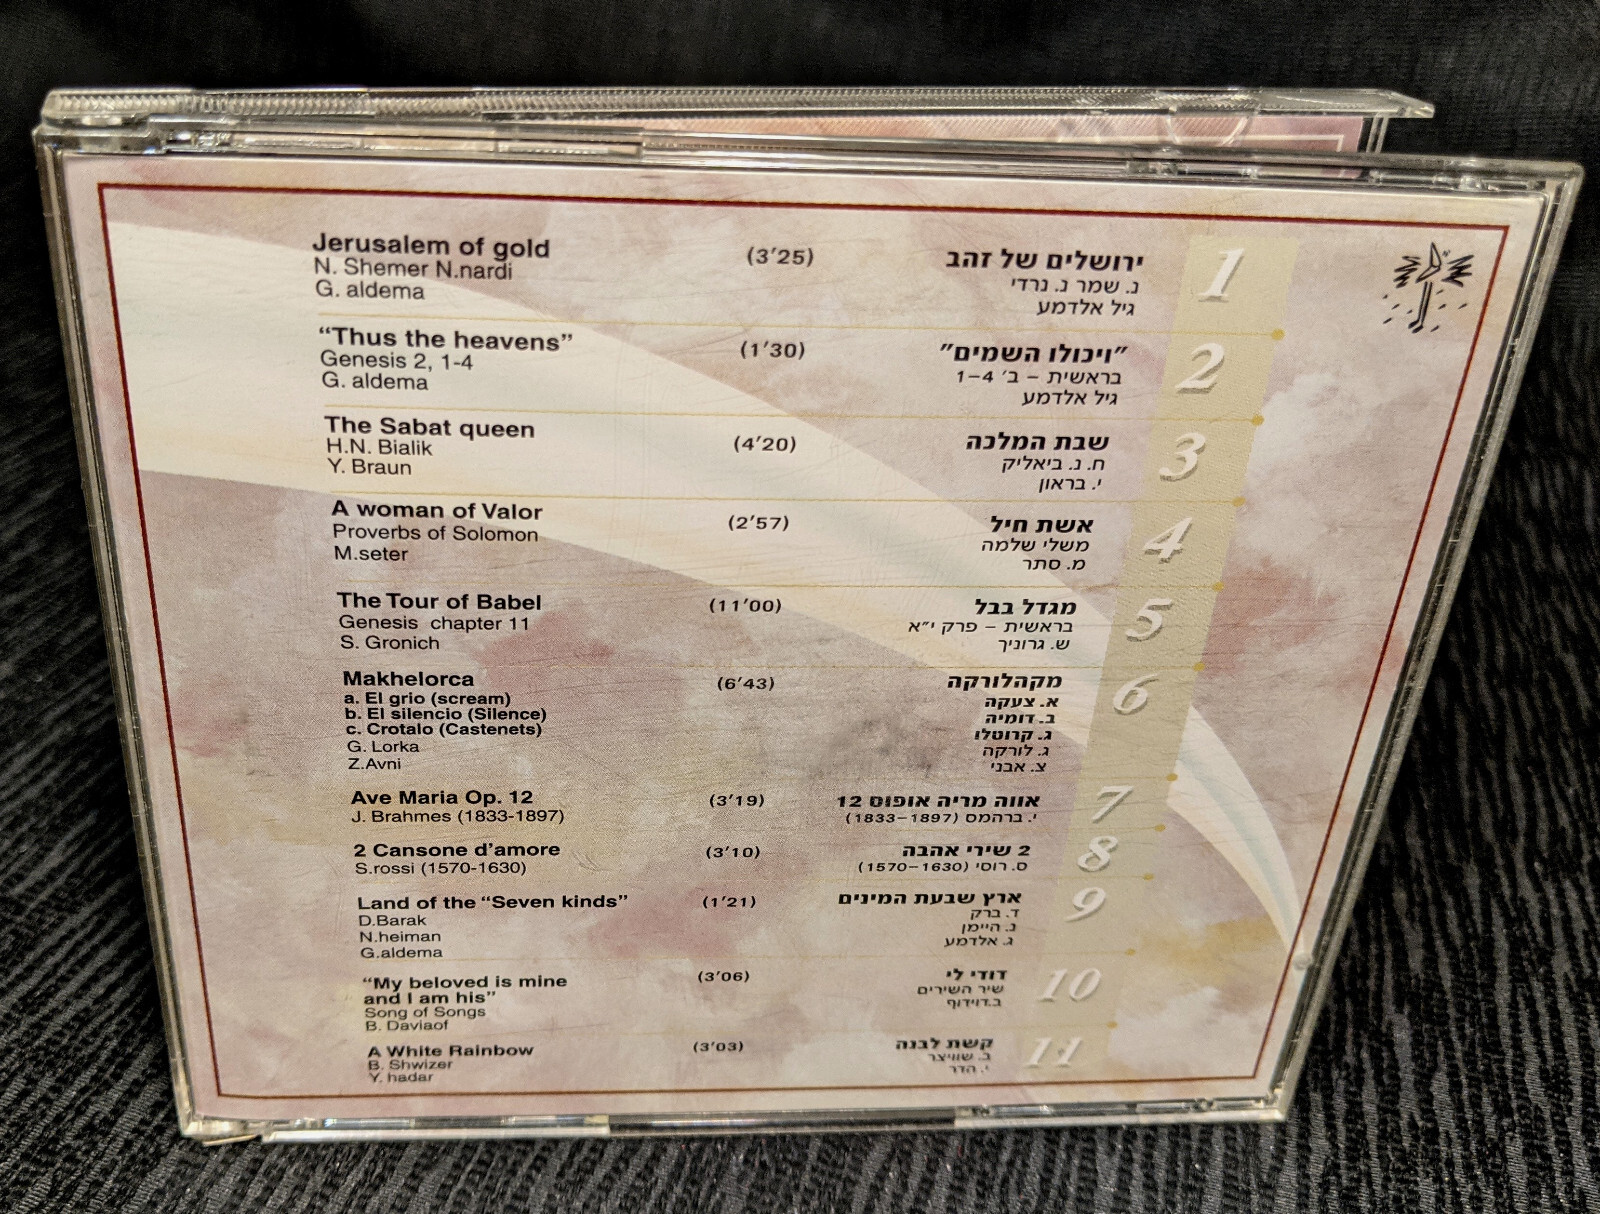 Jerusalem of gold
N. Shemer N.nardi
G. aldema
(3'25)
ירושלים של זהב
נ. שמר נ. נרדי
גיל אלדמע
1
“Thus the heavens”
Genesis 2, 1-4
G. aldema
(1'30)
"ויכולו השמים"
בראשית - ב' 1-4
גיל אלדמע
2
The Sabat queen
H.N. Bialik
Y. Braun
(4'20)
שבת המלכה
ח. נ. ביאליק
י. בראון
3
A woman of Valor
Proverbs of Solomon
M.seter
(2'57)
אשת חיל
משלי שלמה
מ. סתר
4
The Tour of Babel
Genesis chapter 11
S. Gronich
(11'00)
מגדל בבל
בראשית - פרק י"א
ש. גרוניך
5
Makhelorca
a. El grio (scream)
b. El silencio (Silence)
c. Crotalo (Castenets)
G. Lorka
Z.Avni
(6'43)
מקהלורקה
א. צעקה
ב. דומיה
ג. קרוטלו
ג. לורקה
צ. אבני
6
Ave Maria Op. 12
J. Brahmes (1833-1897)
(3'19)
אווה מריה אופוס 12
י. ברהמס (1833-1897)
7
2 Cansone d’amore
S.rossi (1570-1630)
(3'10)
2 שירי אהבה
ס. רוסי (1570-1630)
8
Land of the “Seven kinds”
D.Barak
N.heiman
G.aldema
(1'21)
ארץ שבעת המינים
ד. ברק
נ. היימן
ג. אלדמע
9
“My beloved is mine
and I am his”
Song of Songs
B. Daviaof
(3'06)
דודי לי
שיר השירים
ב.דוידוף
10
A White Rainbow
B. Shwizer
Y. hadar
(3'03)
קשת לבנה
ב. שוויצר
י. הדר
11